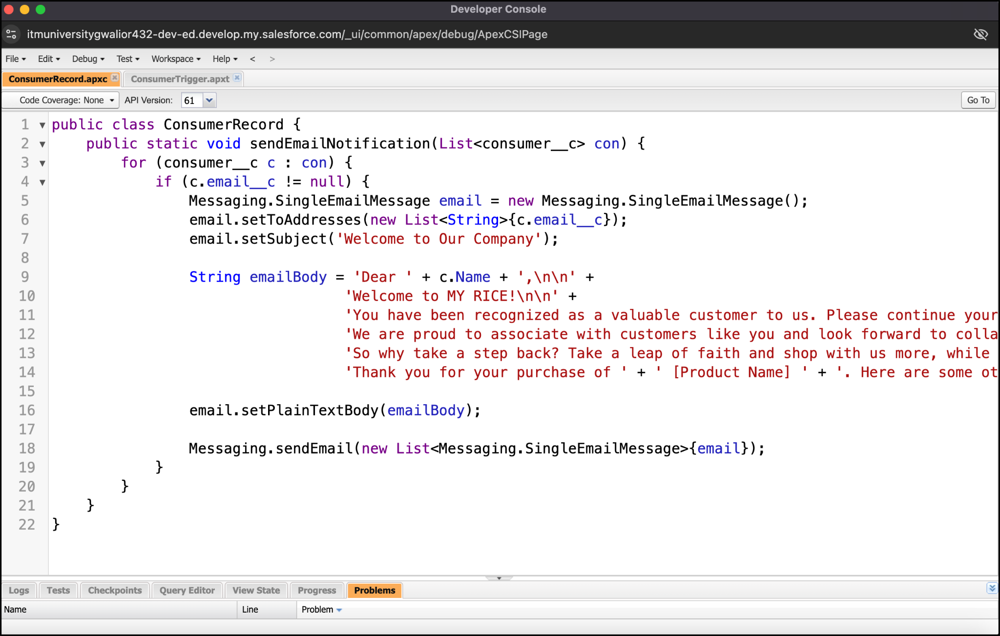 Developer Console
itmuniversitygwalior432-dev-ed.develop.my.salesforce.com/_ui/common/apex/debug/ApexCSIPage
File Edit Debug Test Workspace Help < >
ConsumerRecord.apxc ConsumerTrigger.apxt
Code Coverage: None API Version: 61 Go To
1 public class ConsumerRecord {
2 public static void sendEmailNotification(List<consumer__c> con) {
3 for (consumer__c c : con) {
4 if (c.email__c != null) {
5 Messaging.SingleEmailMessage email = new Messaging.SingleEmailMessage();
6 email.setToAddresses(new List<String>{c.email__c});
7 email.setSubject('Welcome to Our Company');
8
9 String emailBody = 'Dear ' + c.Name + ',\n\n' +
10 'Welcome to MY RICE!\n\n' +
11 'You have been recognized as a valuable customer to us. Please continue your
12 'We are proud to associate with customers like you and look forward to colla
13 'So why take a step back? Take a leap of faith and shop with us more, while
14 'Thank you for your purchase of ' + ' [Product Name] ' + '. Here are some ot
15
16 email.setPlainTextBody(emailBody);
17
18 Messaging.sendEmail(new List<Messaging.SingleEmailMessage>{email});
19 }
20 }
21 }
22 }
Logs Tests Checkpoints Query Editor View State Progress Problems
Name Line Problem